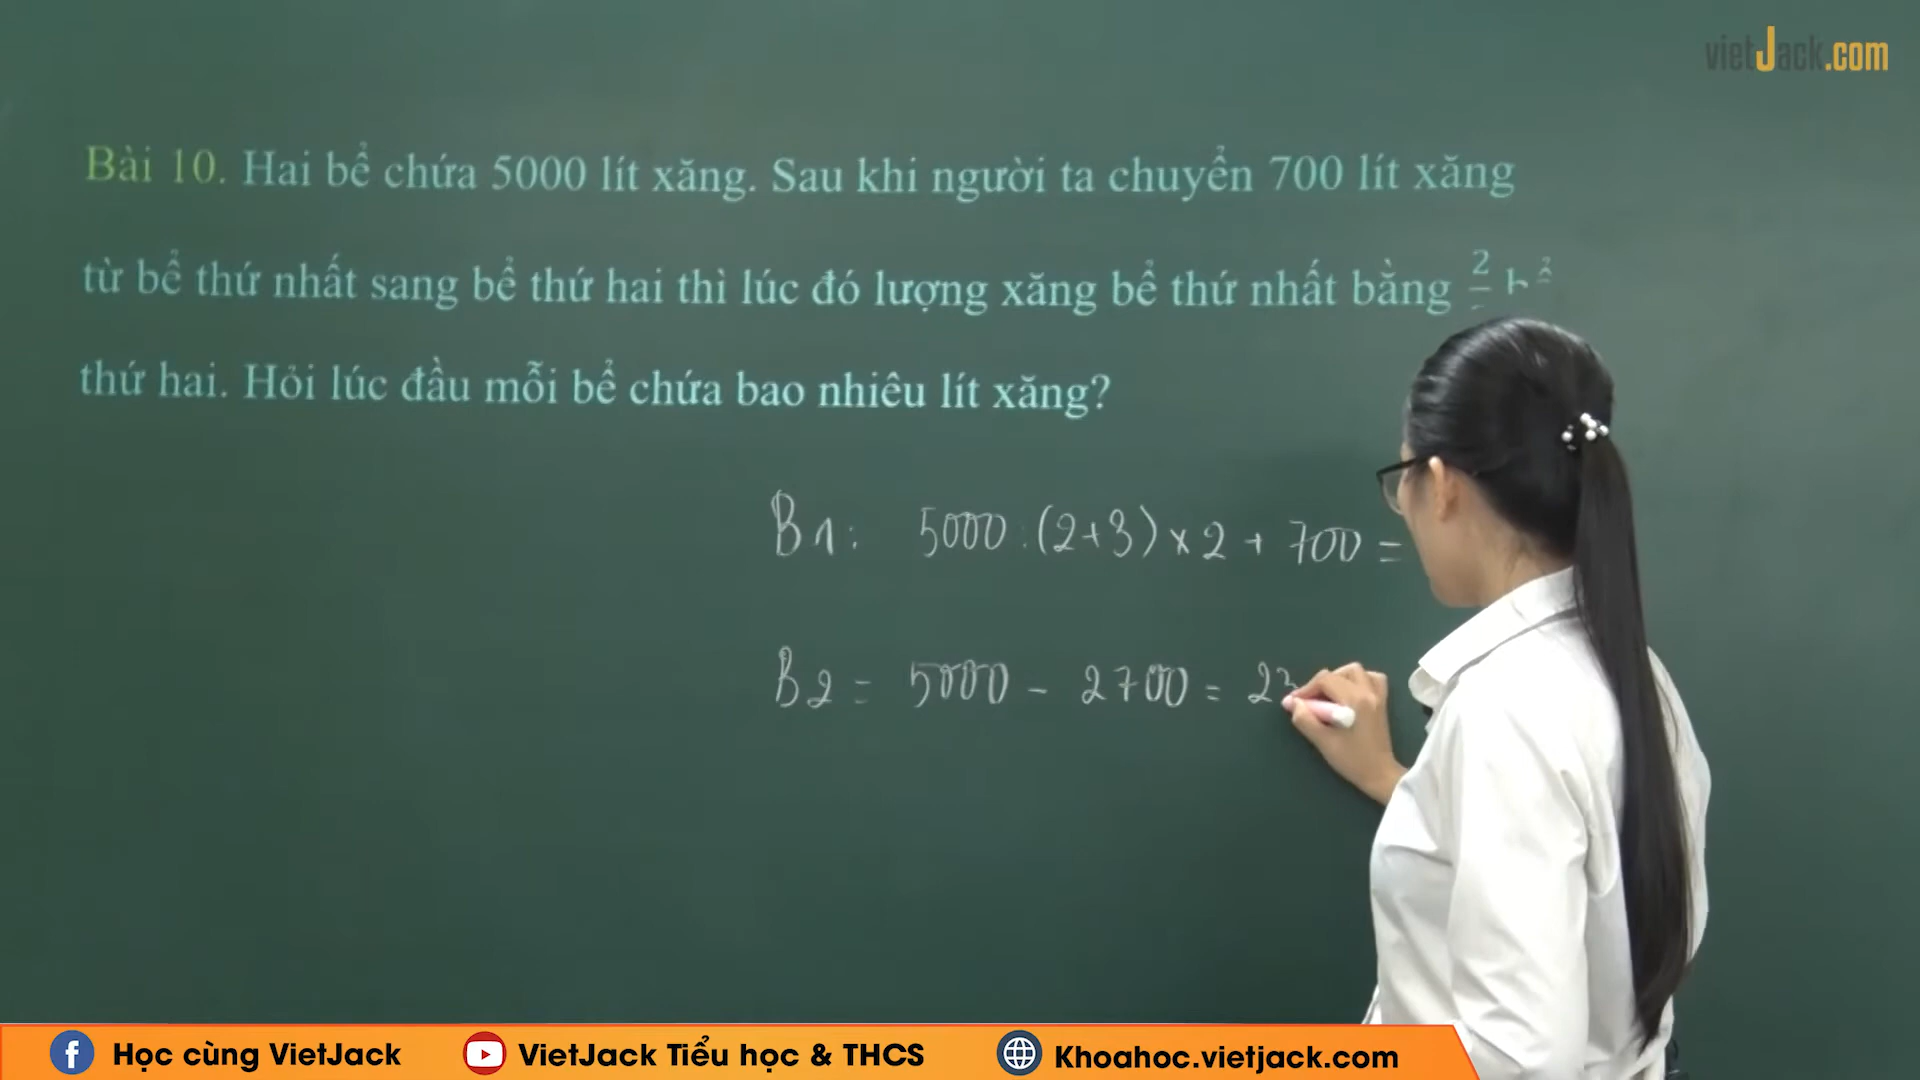 vietJack.com
Bài 10. Hai bể chứa 5000 lít xăng. Sau khi người ta chuyển 700 lít xăng
từ bể thứ nhất sang bể thứ hai thì lúc đó lượng xăng bể thứ nhất bằng 2
thứ hai. Hỏi lúc đầu mỗi bể chứa bao nhiêu lít xăng?
B1: 5000 : (2+3) x 2 + 700 =
B2 = 5000 - 2700 = 23
Học cùng VietJack VietJack Tiểu học & THCS Khoahoc.vietjack.com